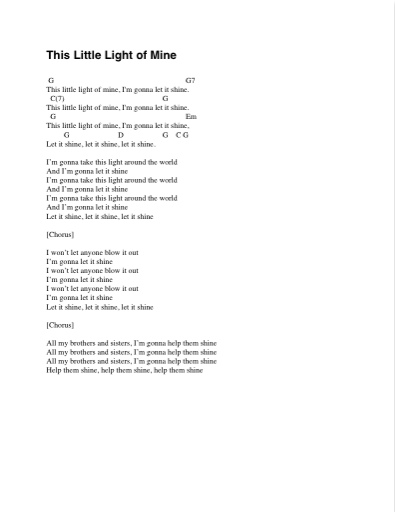 This Little Light of Mine
G G7
This little light of mine, I'm gonna let it shine.
C(7) G
This little light of mine, I'm gonna let it shine.
G Em
This little light of mine, I'm gonna let it shine,
G D G C G
Let it shine, let it shine, let it shine.
I'm gonna take this light around the world
And I'm gonna let it shine
I'm gonna take this light around the world
And I'm gonna let it shine
I'm gonna take this light around the world
And I'm gonna let it shine
Let it shine, let it shine, let it shine
[Chorus]
I won't let anyone blow it out
I'm gonna let it shine
I won't let anyone blow it out
I'm gonna let it shine
I won't let anyone blow it out
I'm gonna let it shine
Let it shine, let it shine, let it shine
[Chorus]
All my brothers and sisters, I'm gonna help them shine
All my brothers and sisters, I'm gonna help them shine
All my brothers and sisters, I'm gonna help them shine
Help them shine, help them shine, help them shine